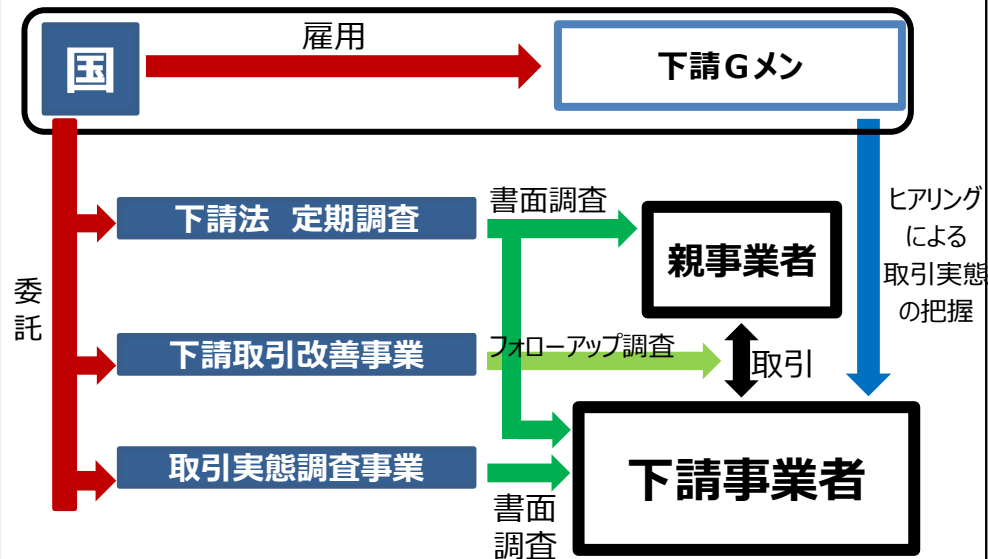 国
雇用
下請Gメン
下請法 定期調査
書面調査
親事業者
ヒアリング
による
取引実態
の把握
委
託
下請取引改善事業
フォローアップ調査
取引
取引実態調査事業
書面
調査
下請事業者